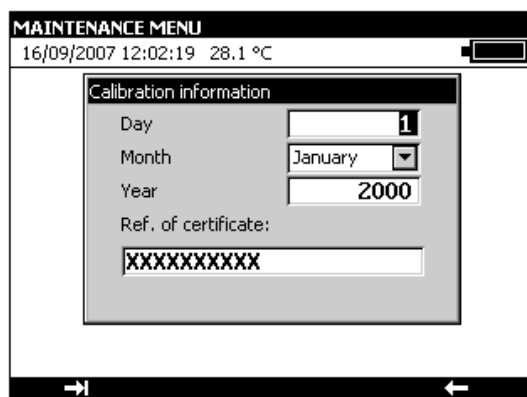 MAINTENANCE MENU
16/09/2007 12:02:19 28.1 °C
Calibration information
Day 1
Month January
Year 2000
Ref. of certificate:
XXXXXXXXXX